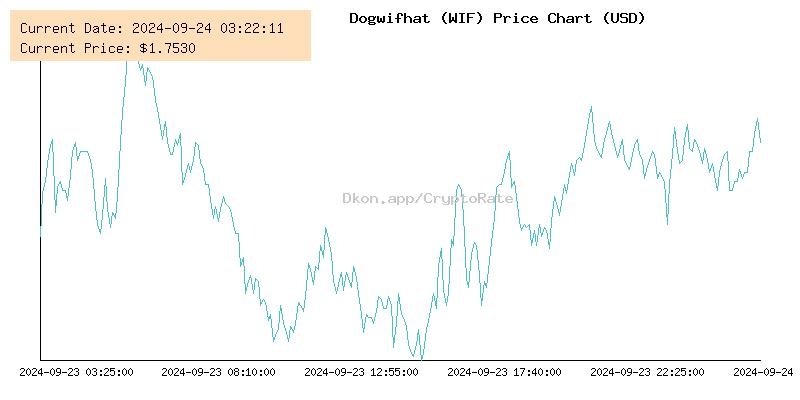 Dogwifhat (WIF) Price Chart (USD)
Current Date: 2024-09-24 03:22:11
Current Price: $1.7530
Dkon.app/CryptoRate
2024-09-23 03:25:00 2024-09-23 08:10:00 2024-09-23 12:55:00 2024-09-23 17:40:00 2024-09-23 22:25:00 2024-09-24